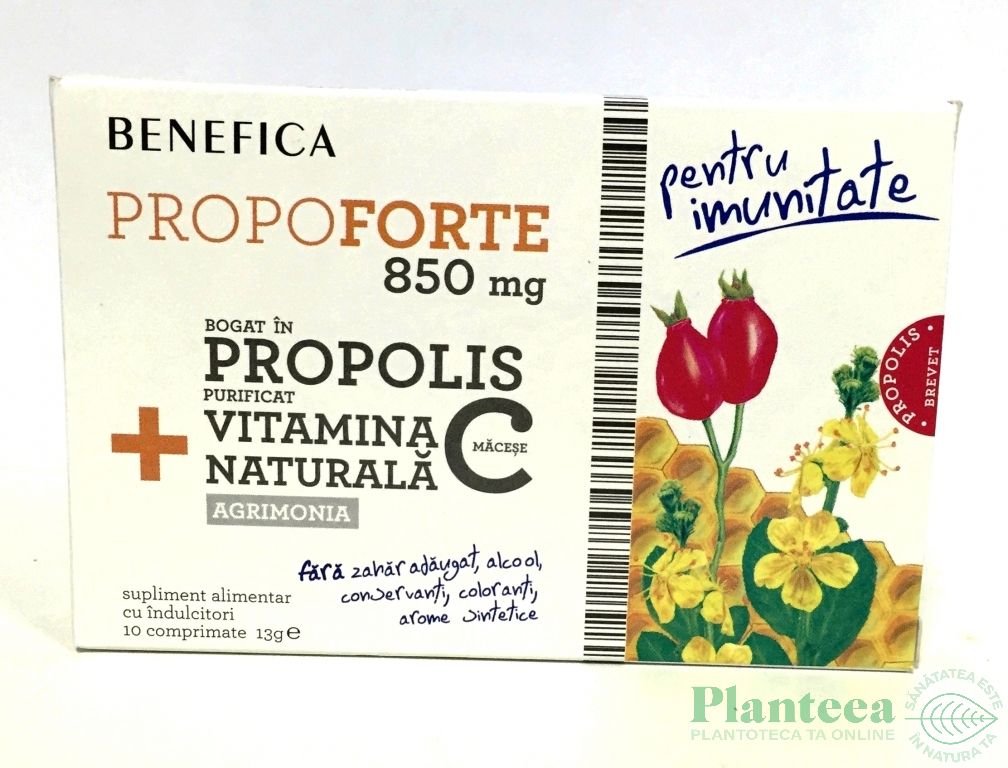 BENEFICA
PROPOFORTE
850 mg
BOGAT ÎN
PROPOLIS
PURIFICAT
+ VITAMINA C
MĂCEȘE
NATURALĂ
AGRIMONIA
fără zahăr adăugat, alcool,
conservanți, coloranți,
arome sintetice
supliment alimentar
cu îndulcitori
10 comprimate 13g℮
pentru
imunitate
• PROPOLIS •
BREVET
Planteea
PLANTOTECA TA ONLINE
SĂNĂTATEA ESTE
ÎN NATURA TA